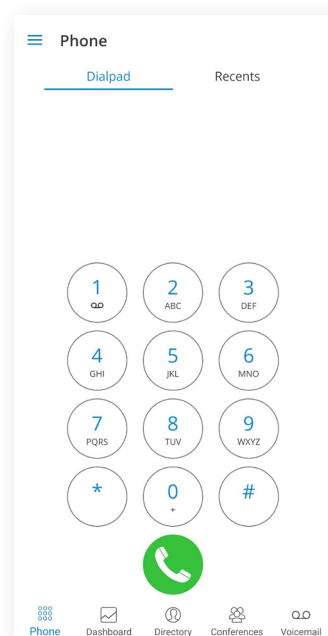 Phone
Dialpad Recents
1 2 3
ABC DEF
4 5 6
GHI JKL MNO
7 8 9
PQRS TUV WXYZ
* 0 #
+
Phone Dashboard Directory Conferences Voicemail